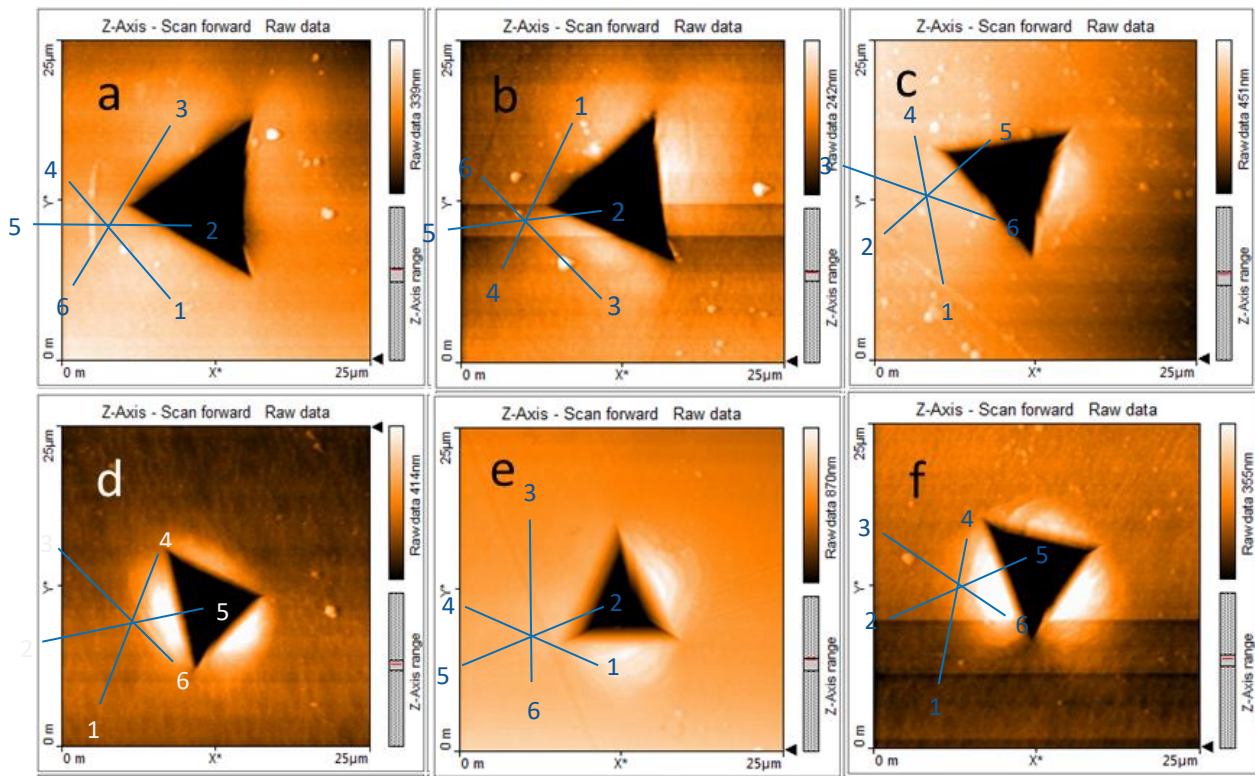 Z-Axis - Scan forward Raw data
a
25µm
Y*
0 m
0 m
X*
25µm
Raw data 339nm
Z-Axis range
3
4
5
2
6
1
Z-Axis - Scan forward Raw data
b
25µm
Y*
0 m
0 m
X*
25µm
Raw data 242nm
Z-Axis range
1
6
2
5
4
3
Z-Axis - Scan forward Raw data
c
25µm
Y*
0 m
0 m
X*
25µm
Raw data 451nm
Z-Axis range
4
5
3
6
2
1
Z-Axis - Scan forward Raw data
d
25µm
Y*
0 m
0 m
X*
25µm
Raw data 414nm
Z-Axis range
4
3
5
2
6
1
Z-Axis - Scan forward Raw data
e
25µm
Y*
0 m
0 m
X*
25µm
Raw data 870nm
Z-Axis range
3
4
2
5
1
6
Z-Axis - Scan forward Raw data
f
25µm
Y*
0 m
0 m
X*
25µm
Raw data 355nm
Z-Axis range
4
3
5
2
6
1